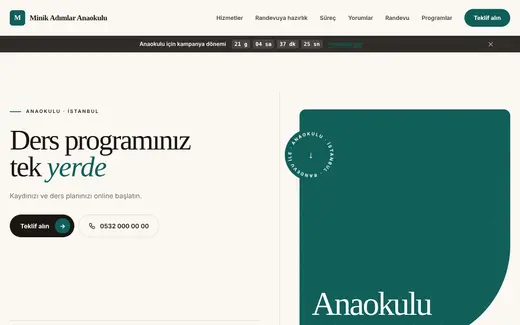 M Minik Adımlar Anaokulu
Hizmetler Randevuya hazırlık Süreç Yorumlar Randevu Programlar Teklif alın
Anaokulu için kampanya dönemi 21 g 04 sa 37 dk 25 sn
ANAOKULU · İSTANBUL
Ders programınız
tek yerde
Kaydınızı ve ders planınızı online başlatın.
Teklif alın → 0532 000 00 00
ANAOKULU · İSTANBUL · RANDEVU İLE ·
Anaokulu